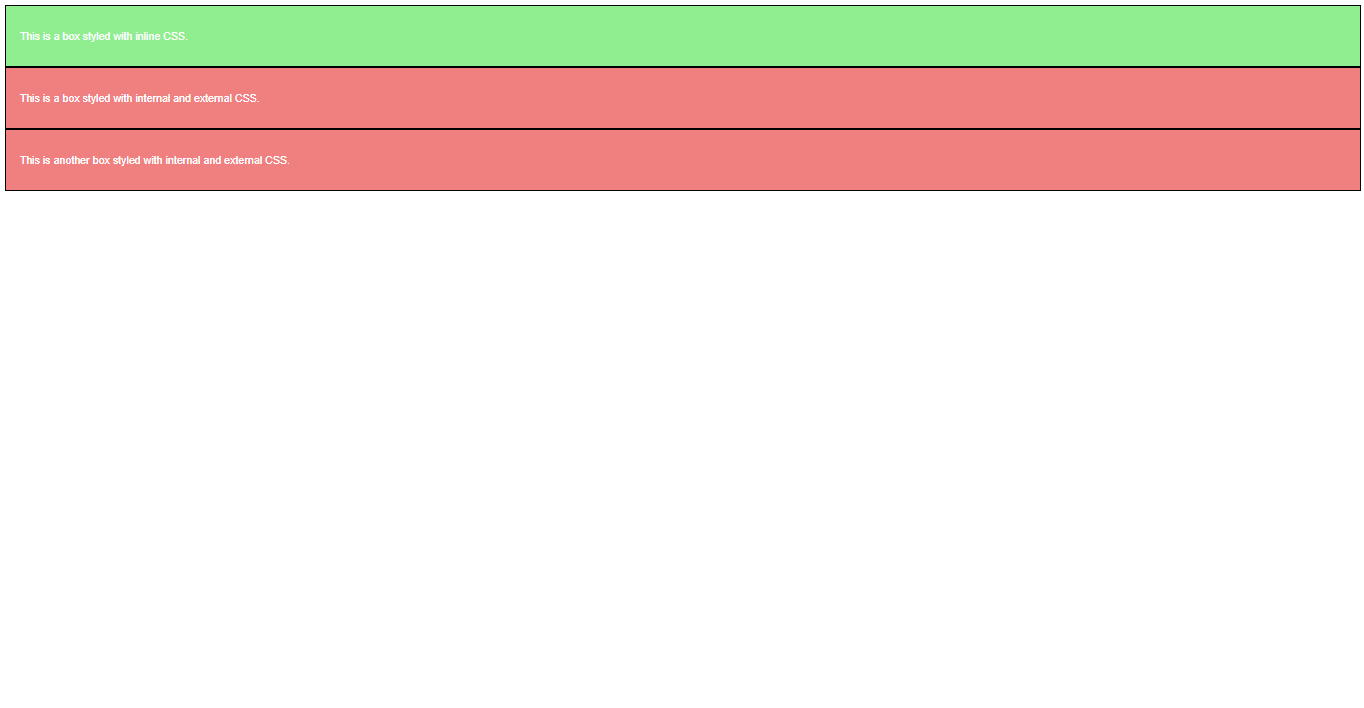 This is a box styled with inline CSS.
This is a box styled with internal and external CSS.
This is another box styled with internal and external CSS.